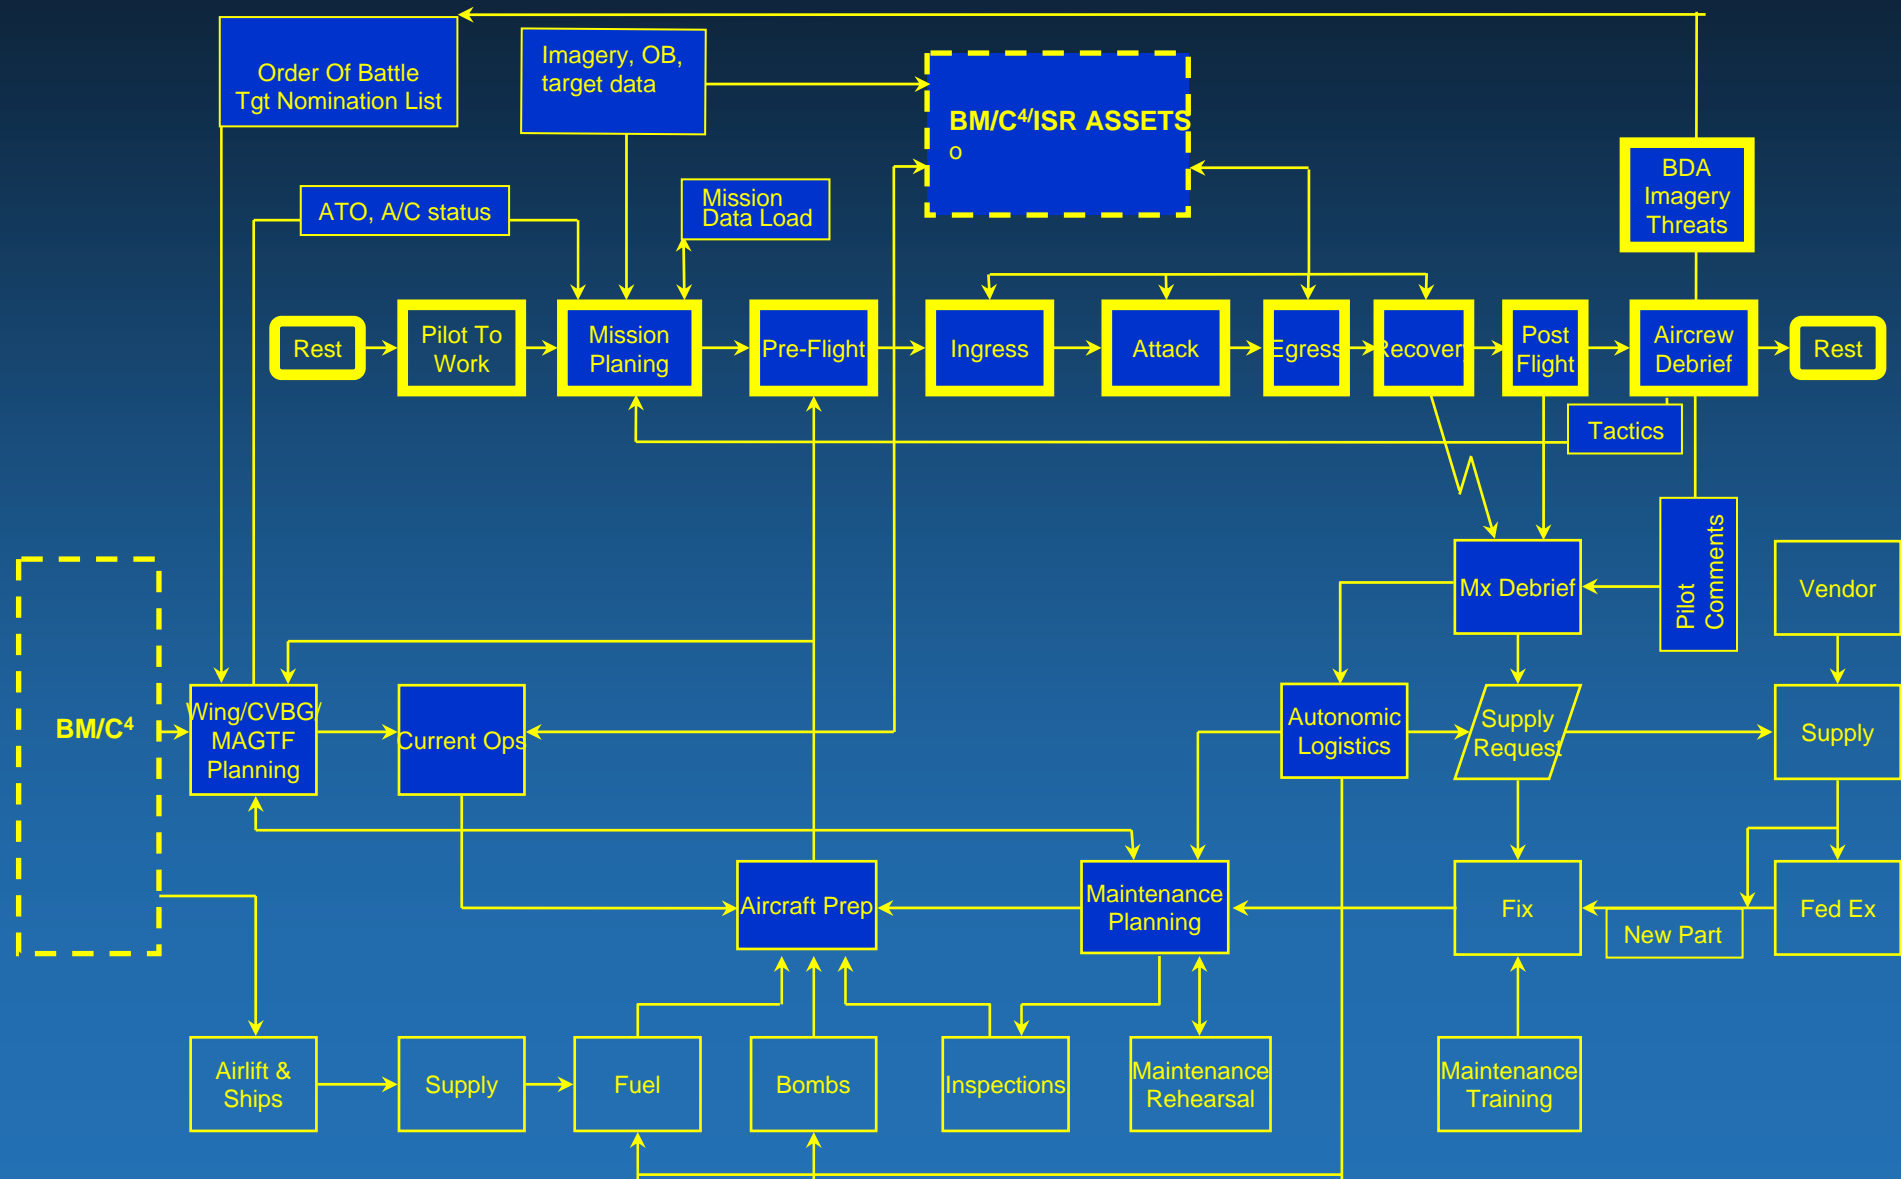 Order Of Battle
Tgt Nomination List
Imagery, OB,
target data
BM/C4/ISR ASSETS
o
BDA
Imagery
Threats
ATO, A/C status
Mission
Data Load
Rest
Pilot To
Work
Mission
Planing
Pre-Flight
Ingress
Attack
Egress
Recovery
Post
Flight
Aircrew
Debrief
Rest
Tactics
Pilot
Comments
Mx Debrief
Vendor
BM/C4
Wing/CVBG/
MAGTF
Planning
Current Ops
Autonomic
Logistics
Supply
Request
Supply
Aircraft Prep
Maintenance
Planning
Fix
New Part
Fed Ex
Airlift &
Ships
Supply
Fuel
Bombs
Inspections
Maintenance
Rehearsal
Maintenance
Training